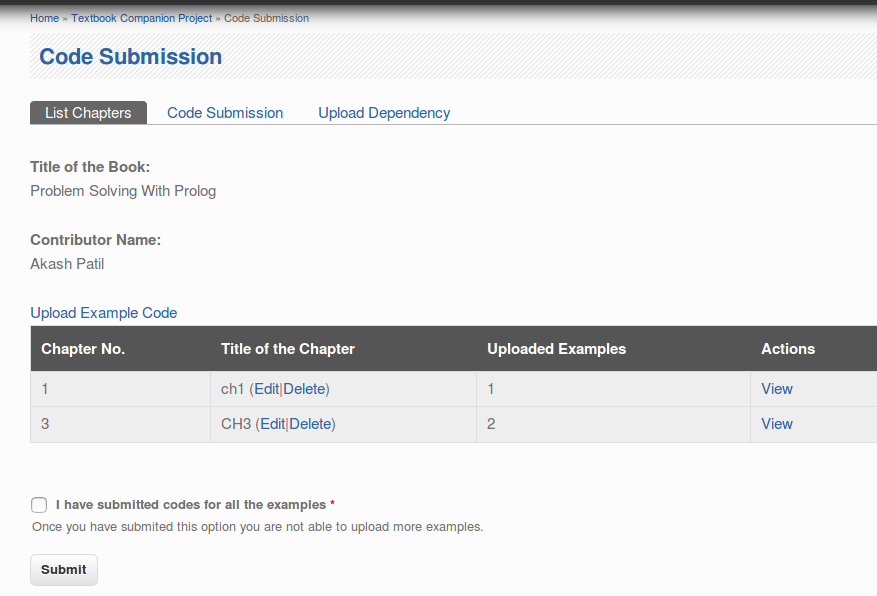 Home » Textbook Companion Project » Code Submission
Code Submission
List Chapters Code Submission Upload Dependency
Title of the Book:
Problem Solving With Prolog
Contributor Name:
Akash Patil
Upload Example Code
Chapter No. Title of the Chapter Uploaded Examples Actions
1 ch1 (Edit|Delete) 1 View
3 CH3 (Edit|Delete) 2 View
I have submitted codes for all the examples *
Once you have submited this option you are not able to upload more examples.
Submit